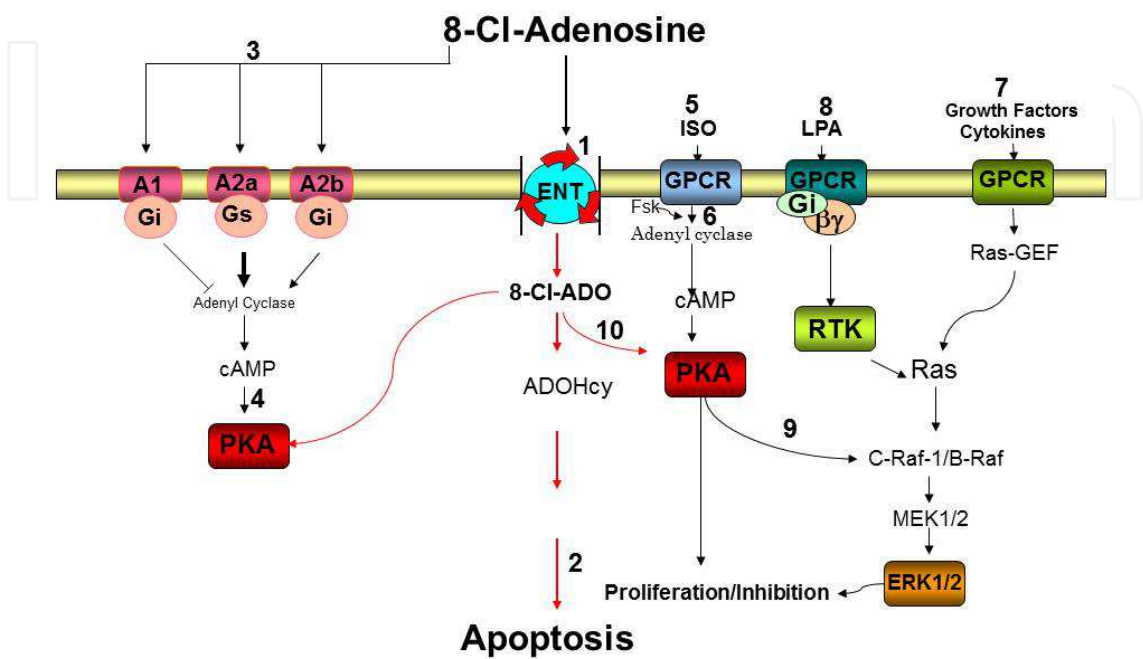 8-Cl-Adenosine
3
1
5
ISO
8
LPA
7
Growth Factors
Cytokines
A1
A2a
A2b
ENT
GPCR
GPCR
GPCR
Gi
Gs
Gi
Fsk
6
Adenyl cyclase
Gi
βγ
Ras-GEF
Adenyl Cyclase
8-Cl-ADO
cAMP
10
RTK
cAMP
ADOHcy
PKA
Ras
4
PKA
9
C-Raf-1/B-Raf
MEK1/2
2
Proliferation/Inhibition
ERK1/2
Apoptosis